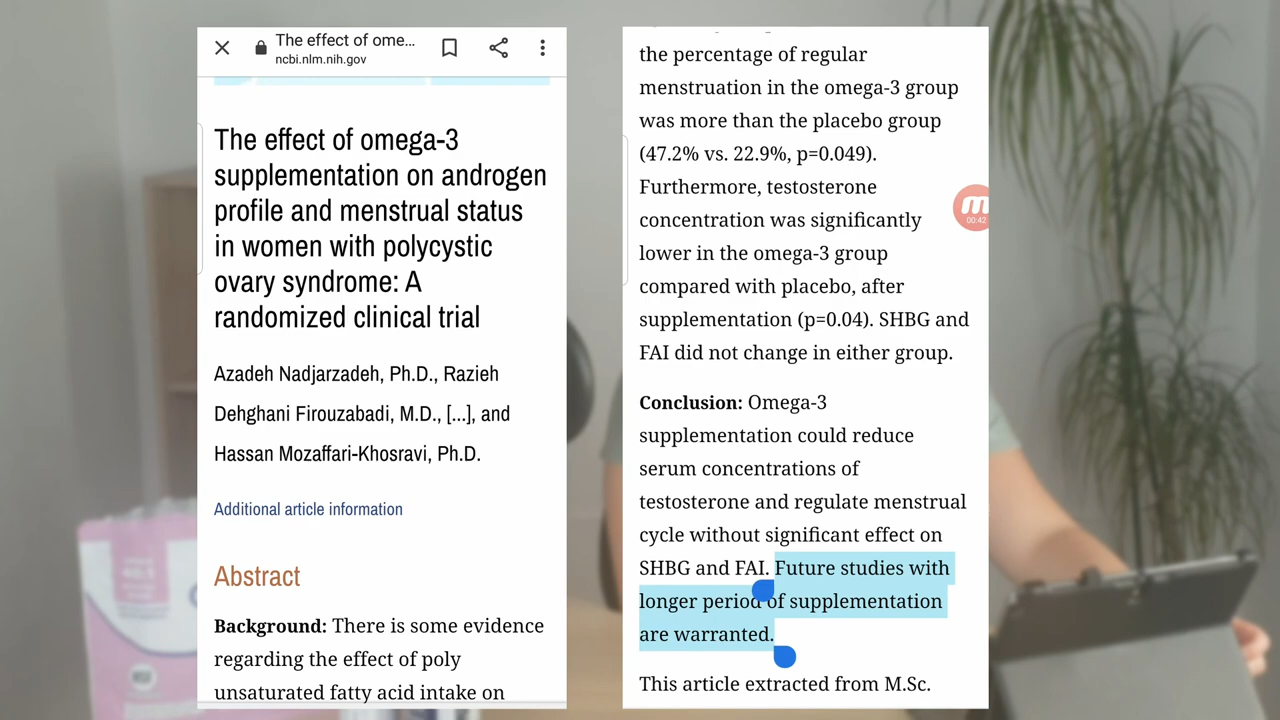 The effect of ome...
ncbi.nlm.nih.gov
The effect of omega-3
supplementation on androgen
profile and menstrual status
in women with polycystic
ovary syndrome: A
randomized clinical trial
Azadeh Nadjarzadeh, Ph.D., Razieh
Dehghani Firouzabadi, M.D., [...], and
Hassan Mozaffari-Khosravi, Ph.D.
Additional article information
Abstract
Background: There is some evidence
regarding the effect of poly
unsaturated fatty acid intake on
the percentage of regular
menstruation in the omega-3 group
was more than the placebo group
(47.2% vs. 22.9%, p=0.049).
Furthermore, testosterone
concentration was significantly
lower in the omega-3 group
compared with placebo, after
supplementation (p=0.04). SHBG and
FAI did not change in either group.
Conclusion: Omega-3
supplementation could reduce
serum concentrations of
testosterone and regulate menstrual
cycle without significant effect on
SHBG and FAI. Future studies with
longer period of supplementation
are warranted.
This article extracted from M.Sc.
00:42